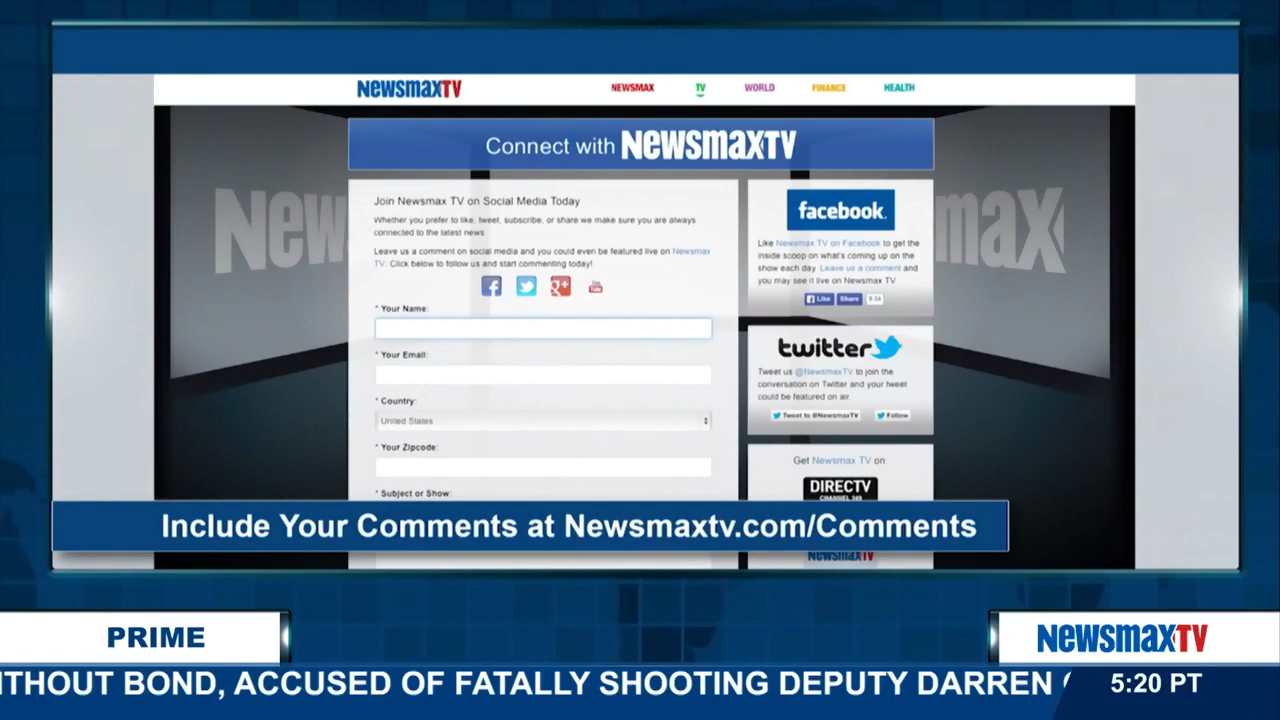 NEWSMAXTV
NEWSMAX TV WORLD FINANCE HEALTH
Connect with NEWSMAXTV
Join Newsmax TV on Social Media Today
Whether you prefer to like, tweet, subscribe, or share we make sure you are always
connected to the latest news
Leave us a comment on social media and you could even be featured live on Newsmax
TV. Click below to follow us and start commenting today!
* Your Name:
* Your Email:
* Country:
United States
* Your Zipcode:
* Subject or Show:
facebook.
Like Newsmax TV on Facebook to get the
inside scoop on what's coming up on the
show each day. Leave us a comment and
you may see it live on Newsmax TV
Like Share 9.5k
twitter
Tweet us @NewsmaxTV to join the
conversation on Twitter and your tweet
could be featured on air.
Tweet to @NewsmaxTV Follow
Get Newsmax TV on
DIRECTV
CHANNEL 349
NEWSMAXTV
NEW
MAX
Include Your Comments at Newsmaxtv.com/Comments
PRIME
NEWSMAXTV
ITHOUT BOND, ACCUSED OF FATALLY SHOOTING DEPUTY DARREN
5:20 PT